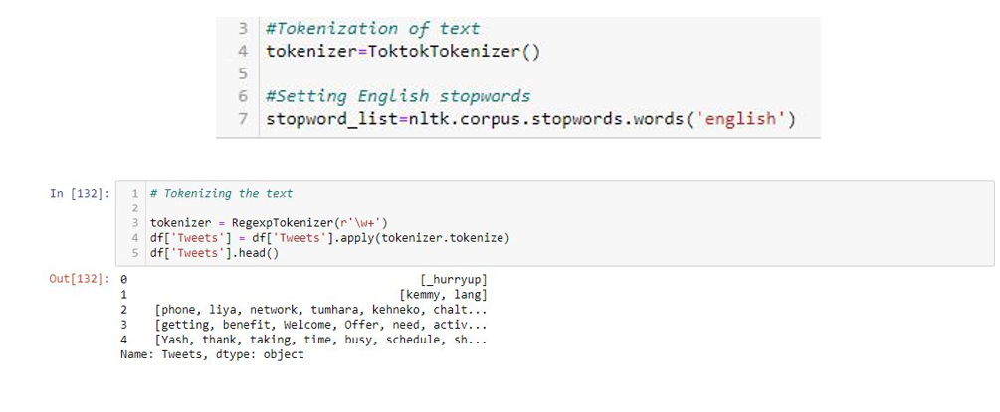 3 #Tokenization of text
4 tokenizer=ToktokTokenizer()
5
6 #Setting English stopwords
7 stopword_list=nltk.corpus.stopwords.words('english')
In [132]: 1 # Tokenizing the text
2
3 tokenizer = RegexpTokenizer(r'\w+')
4 df['Tweets'] = df['Tweets'].apply(tokenizer.tokenize)
5 df['Tweets'].head()
Out[132]: 0 [_hurryup]
1 [kemmy, lang]
2 [phone, liya, network, tumhara, kehneko, chalt...
3 [getting, benefit, Welcome, Offer, need, activ...
4 [Yash, thank, taking, time, busy, schedule, sh...
Name: Tweets, dtype: object